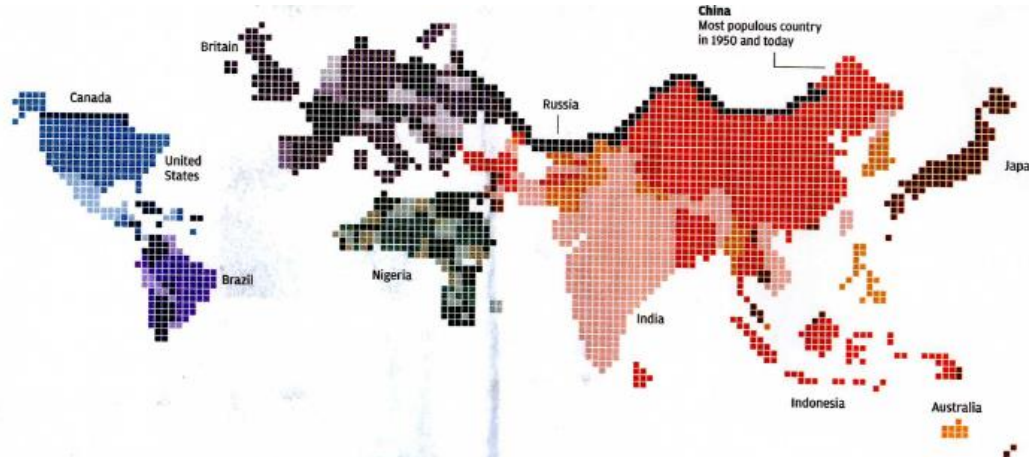 China
Most populous country
in 1950 and today
Britain
Canada
Russia
United
States
Japa
Nigeria
Brazil
India
Indonesia
Australia